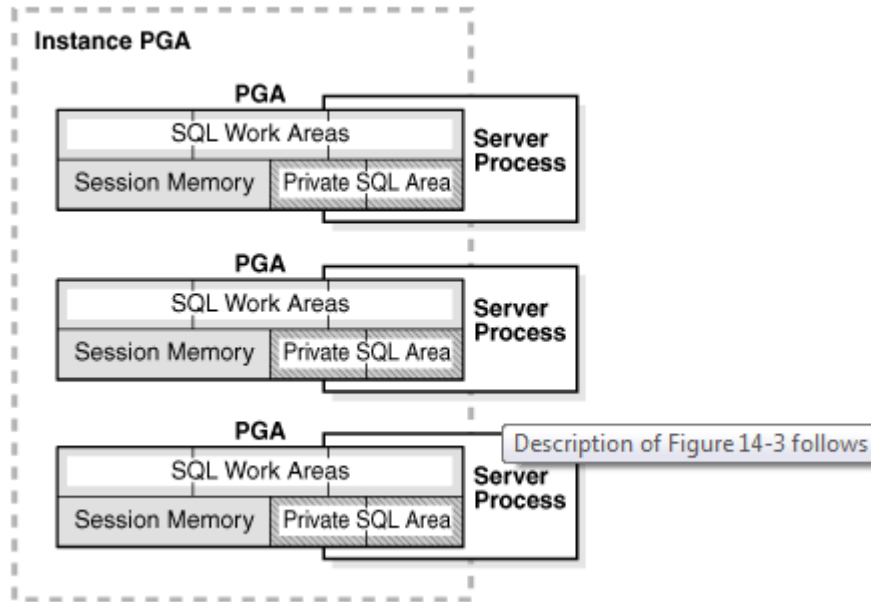 Instance PGA
PGA
SQL Work Areas
Server
Process
Session Memory
Private SQL Area
PGA
SQL Work Areas
Server
Process
Session Memory
Private SQL Area
PGA
Description of Figure 14-3 follows
SQL Work Areas
Server
Process
Session Memory
Private SQL Area